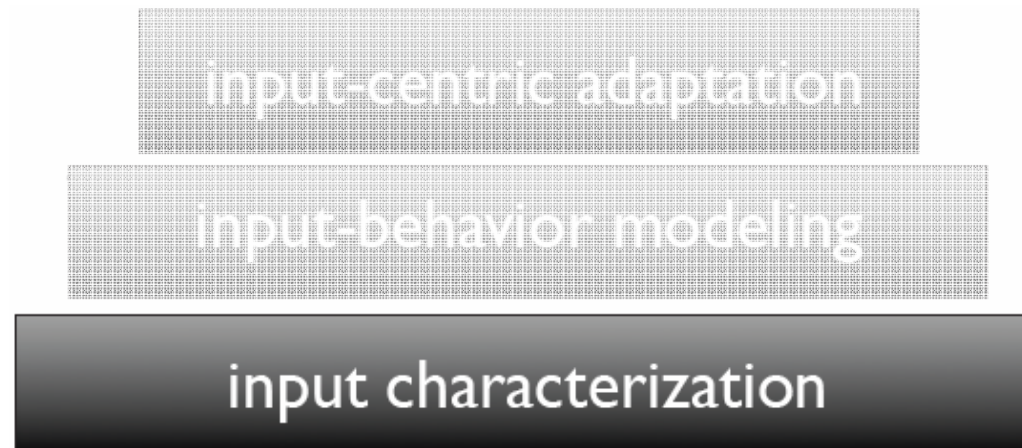 input-centric adaptation
input-behavior modeling
input characterization